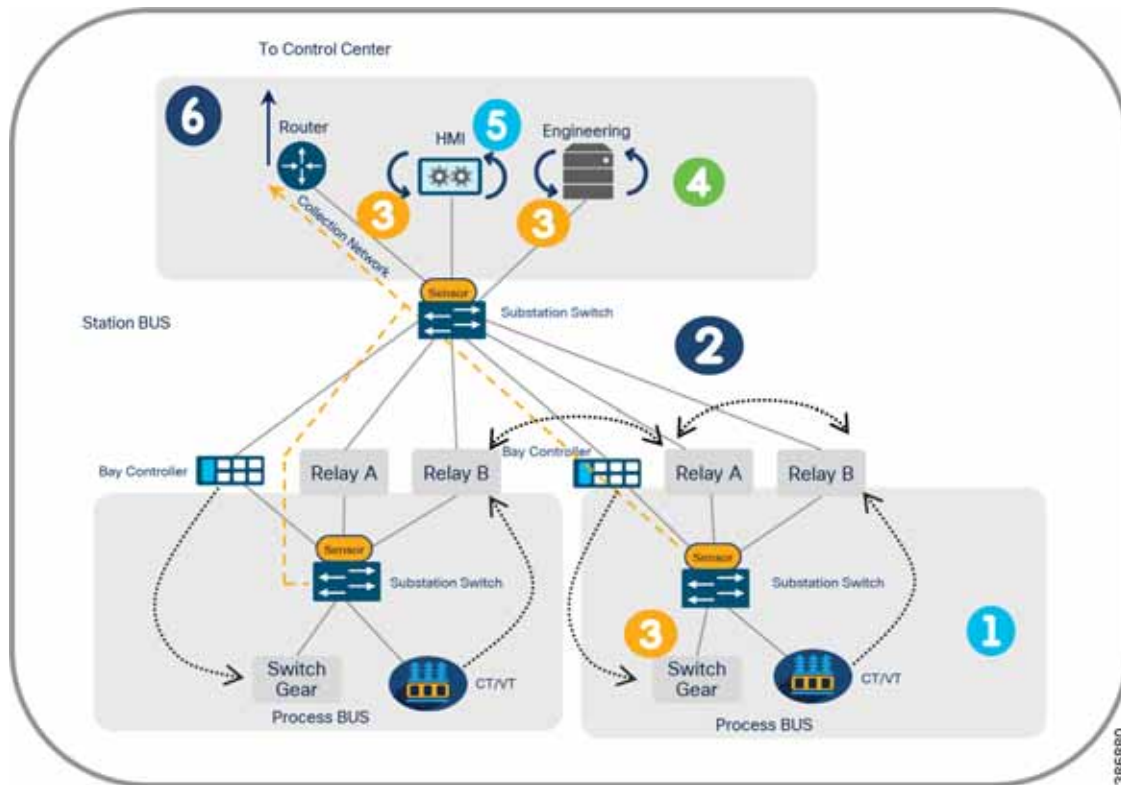 To Control Center
6
Router
HMI
5
Engineering
4
3
3
Collection Network
Sensor
Substation Switch
Station BUS
2
Bay Controller
Relay A
Relay B
Bay Controller
Relay A
Relay B
Sensor
Substation Switch
Sensor
Substation Switch
3
1
Switch
Gear
CT/VT
Switch
Gear
CT/VT
Process BUS
Process BUS
386880